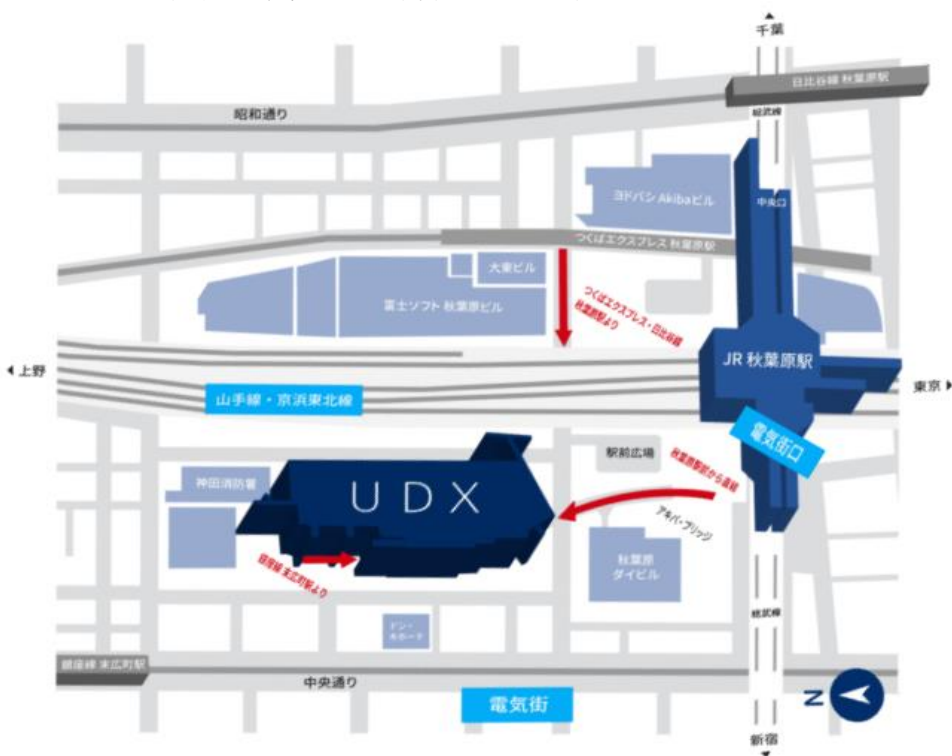 千葉
日比谷線 秋葉原駅
昭和通り
総武線
ヨドバシ Akibaビル
中央口
つくばエクスプレス 秋葉原駅
大東ビル
富士ソフト 秋葉原ビル
つくばエクスプレス・日比谷線
秋葉原駅より
JR 秋葉原駅
上野
東京
山手線・京浜東北線
電気街口
駅前広場
秋葉原駅前から直結
神田消防署
UDX
アキバ・ブリッジ
秋葉原
ダイビル
銀座線 末広町駅より
ドン・
キホーテ
総武線
銀座線 末広町駅
中央通り
電気街
N
新宿